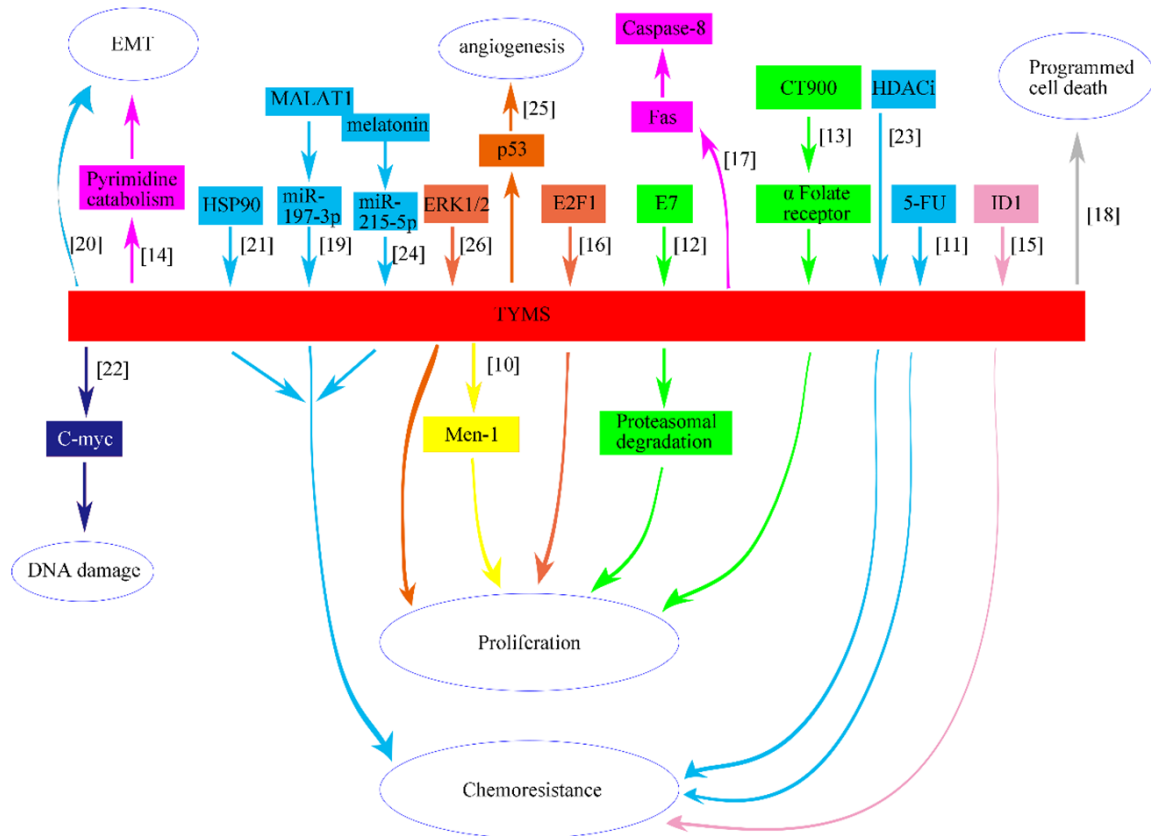 EMT
angiogenesis
Caspase-8
Programmed
cell death
MALAT1
melatonin
[25]
Fas
CT900
HDACi
p53
[13]
[23]
[17]
Pyrimidine
catabolism
HSP90
miR-
197-3p
miR-
215-5p
ERK1/2
E2F1
E7
α Folate
receptor
5-FU
ID1
[18]
[20]
[14]
[21]
[19]
[24]
[26]
[16]
[12]
[11]
[15]
TYMS
[22]
[10]
C-myc
Men-1
Proteasomal
degradation
DNA damage
Proliferation
Chemoresistance